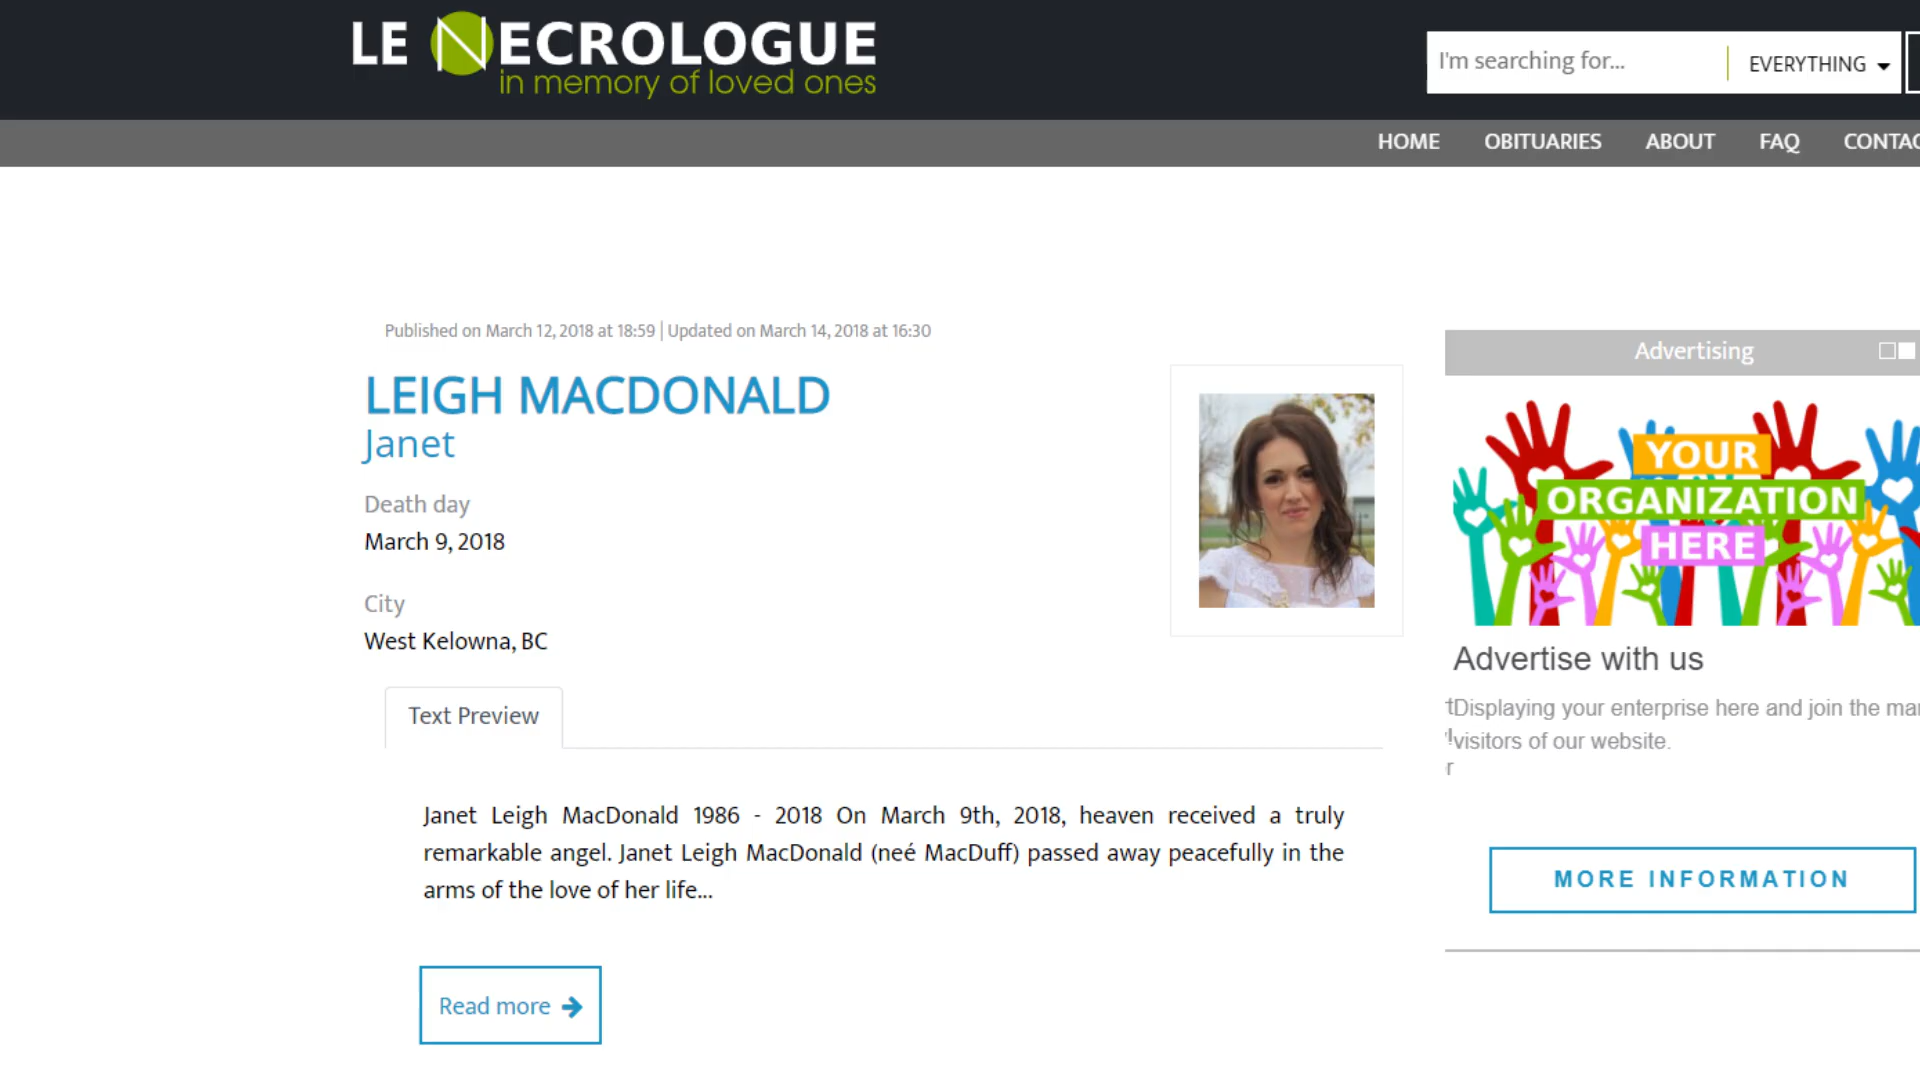 LE NECROLOGUE
in memory of loved ones
I'm searching for...
EVERYTHING
HOME OBITUARIES ABOUT FAQ CONTAC
Published on March 12, 2018 at 18:59 | Updated on March 14, 2018 at 16:30
LEIGH MACDONALD
Janet
Death day
March 9, 2018
City
West Kelowna, BC
Text Preview
Janet Leigh MacDonald 1986 - 2018 On March 9th, 2018, heaven received a truly
remarkable angel. Janet Leigh MacDonald (neé MacDuff) passed away peacefully in the
arms of the love of her life...
Read more
Advertising
YOUR
ORGANIZATION
HERE
Advertise with us
Displaying your enterprise here and join the ma
visitors of our website.
MORE INFORMATION